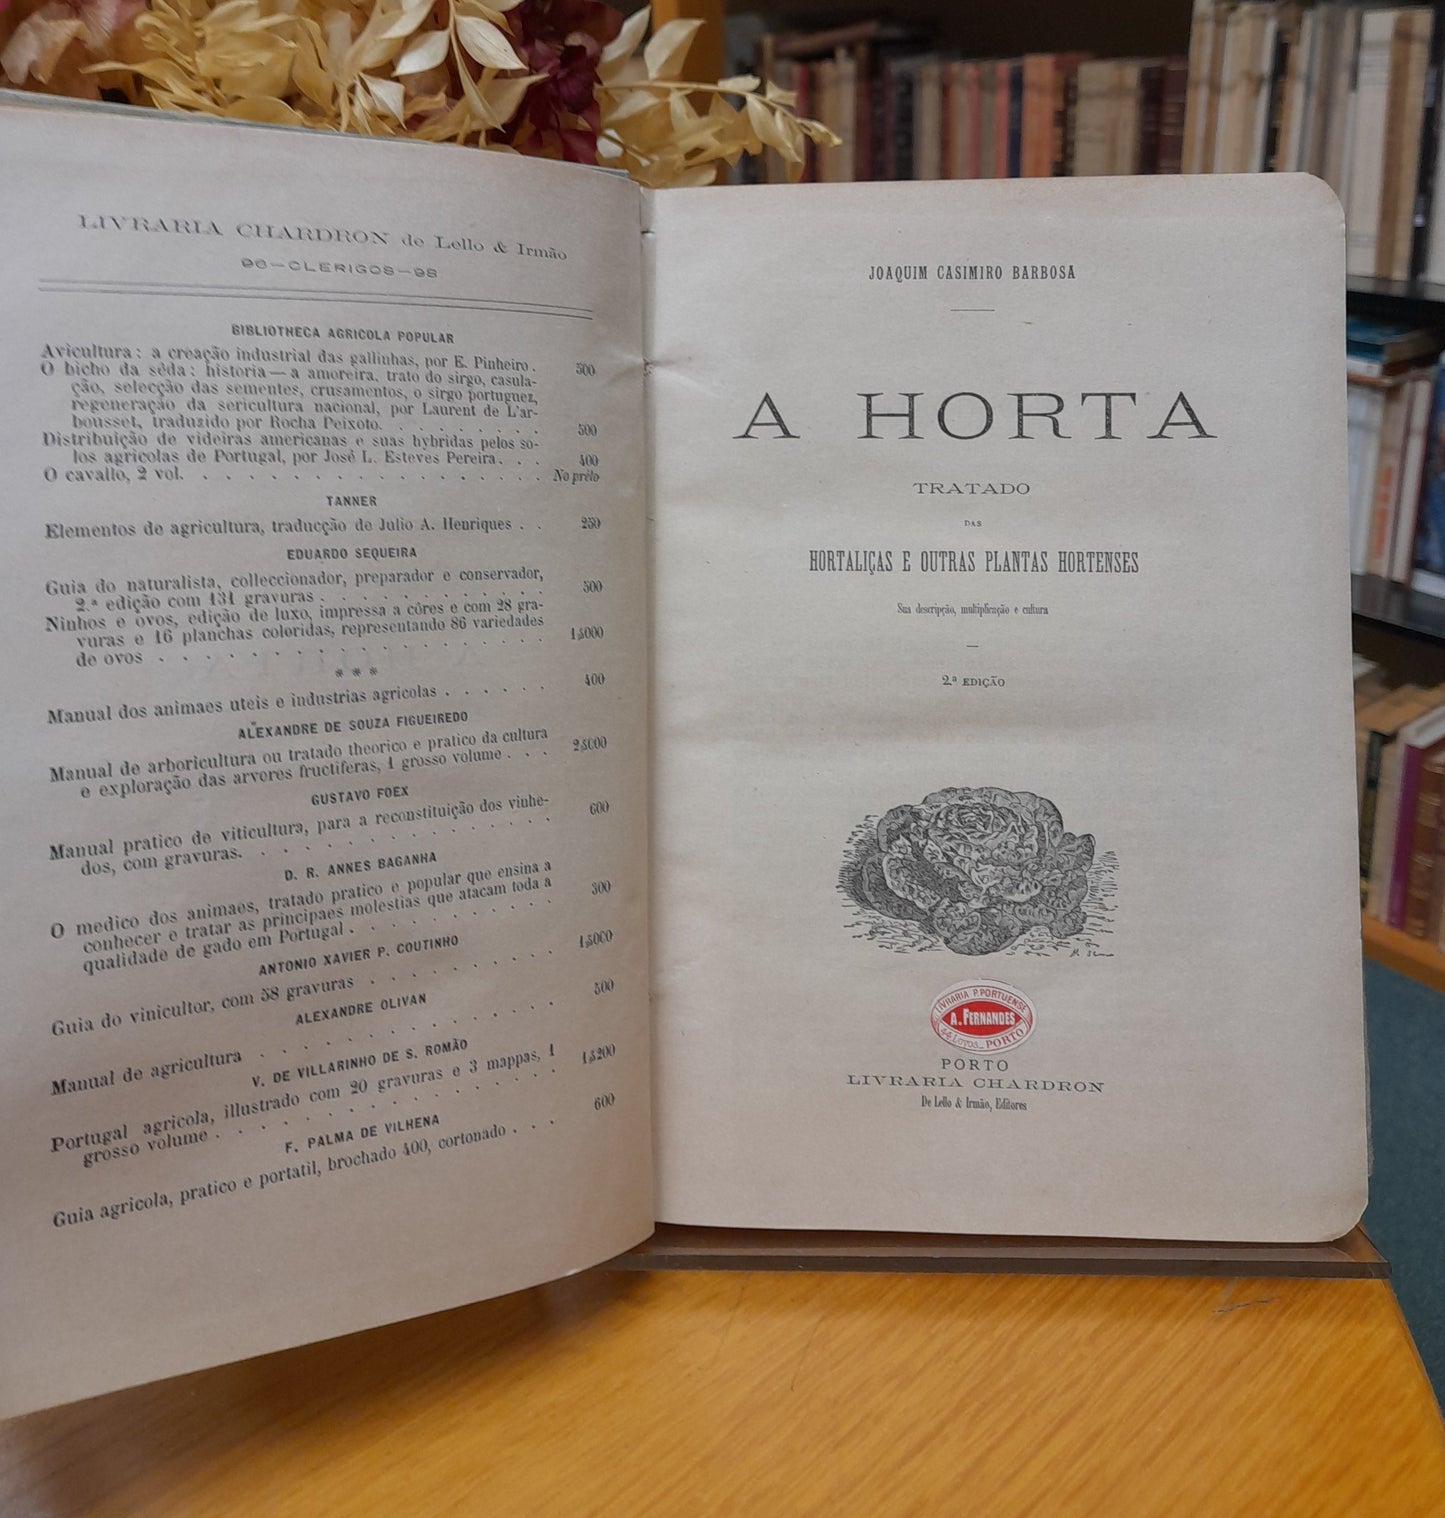 LIVRARIA CHARDRON de Lello & Irmão
96—CLERIGOS—98
BIBLIOTHECA AGRICOLA POPULAR
Avicultura: a creação industrial das gallinhas, por E. Pinheiro. 500
O bicho da sêda: historia — a amoreira, trato do sirgo, casula-
ção, selecção das sementes, crusamentos, o sirgo portuguez,
regeneração da sericultura nacional, por Laurent de L'ar-
bousset, traduzido por Rocha Peixoto. . . . . . . . . 500
Distribuição de videiras americanas e suas hybridas pelos so-
los agricolas de Portugal, por José L. Esteves Pereira. . . 400
O cavallo, 2 vol. . . . . . . . . . . . . . . . . . No prélo
TANNER
Elementos de agricultura, traducção de Julio A. Henriques . . 250
EDUARDO SEQUEIRA
Guia do naturalista, colleccionador, preparador e conservador,
2.ª edição com 131 gravuras . . . . . . . . . . 500
Ninhos e ovos, edição de luxo, impressa a côres e com 28 gra-
vuras e 16 planchas coloridas, representando 86 variedades
de ovos . . . . . . . . . . . . . . . . . 1$000
* * *
Manual dos animaes uteis e industrias agricolas . . . . . . 400
ALEXANDRE DE SOUZA FIGUEIREDO
Manual de arboricultura ou tratado theorico e pratico da cultura
e exploração das arvores fructiferas, 1 grosso volume . . . 2$000
GUSTAVO FOEX
Manual pratico de viticultura, para a reconstituição dos vinhe-
dos, com gravuras. . . . . . . . . . . . . . 600
D. R. ANNES BAGANHA
O medico dos animaes, tratado pratico e popular que ensina a
conhecer e tratar as principaes molestias que atacam toda a
qualidade de gado em Portugal . . . . . . . . . . 300
ANTONIO XAVIER P. COUTINHO
Guia do vinicultor, com 58 gravuras . . . . . . . . 1$000
ALEXANDRE OLIVAN
Manual de agricultura . . . . . . . . . . . . . 500
V. DE VILLARINHO DE S. ROMÃO
Portugal agricola, illustrado com 20 gravuras e 3 mappas, 1
grosso volume . . . . . . . . . . . . . . . 1$200
F. PALMA DE VILHENA
Guia agricola, pratico e portatil, brochado 400, cortonado . . . 600
JOAQUIM CASIMIRO BARBOSA
A HORTA
TRATADO
DAS
HORTALIÇAS E OUTRAS PLANTAS HORTENSES
Sua descripção, multiplicação e cultura
2.ª EDIÇÃO
LIVRARIA P. PORTUENSE
A. FERNANDES
PORTO
PORTO
LIVRARIA CHARDRON
De Lello & Irmão, Editores